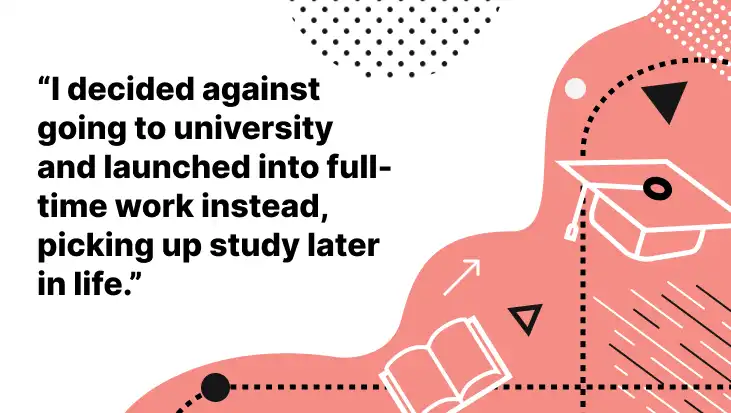 “I decided against
going to university
and launched into full-
time work instead,
picking up study later
in life.”